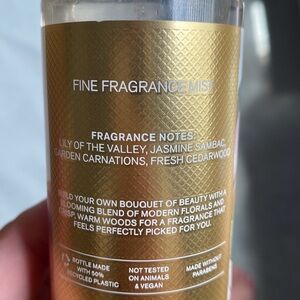 FINE FRAGRANCE MIST
FRAGRANCE NOTES:
LILY OF THE VALLEY, JASMINE SAMBAC,
GARDEN CARNATIONS, FRESH CEDARWOOD
BUILD YOUR OWN BOUQUET OF BEAUTY WITH A
BLOOMING BLEND OF MODERN FLORALS AND
CRISP, WARM WOODS FOR A FRAGRANCE THAT
FEELS PERFECTLY PICKED FOR YOU.
BOTTLE MADE
WITH 50%
RECYCLED PLASTIC
NOT TESTED
ON ANIMALS
& VEGAN
MADE WITHOUT
PARABENS